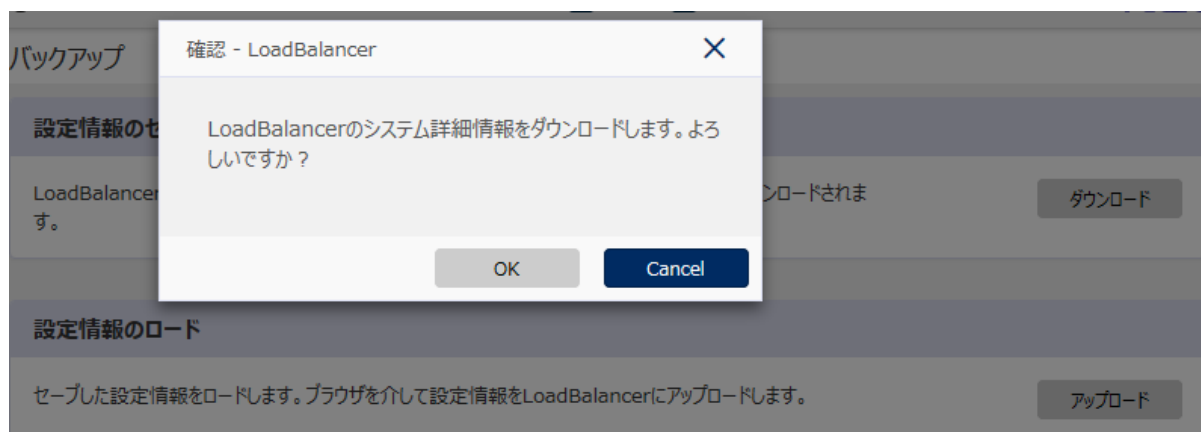 バックアップ
確認 - LoadBalancer
設定情報のセ
LoadBalancerのシステム詳細情報をダウンロードします。よろ
しいですか？
LoadBalancer
ンロードされま
す。
ダウンロード
OK
Cancel
設定情報のロード
セーブした設定情報をロードします。ブラウザを介して設定情報をLoadBalancerにアップロードします。
アップロード